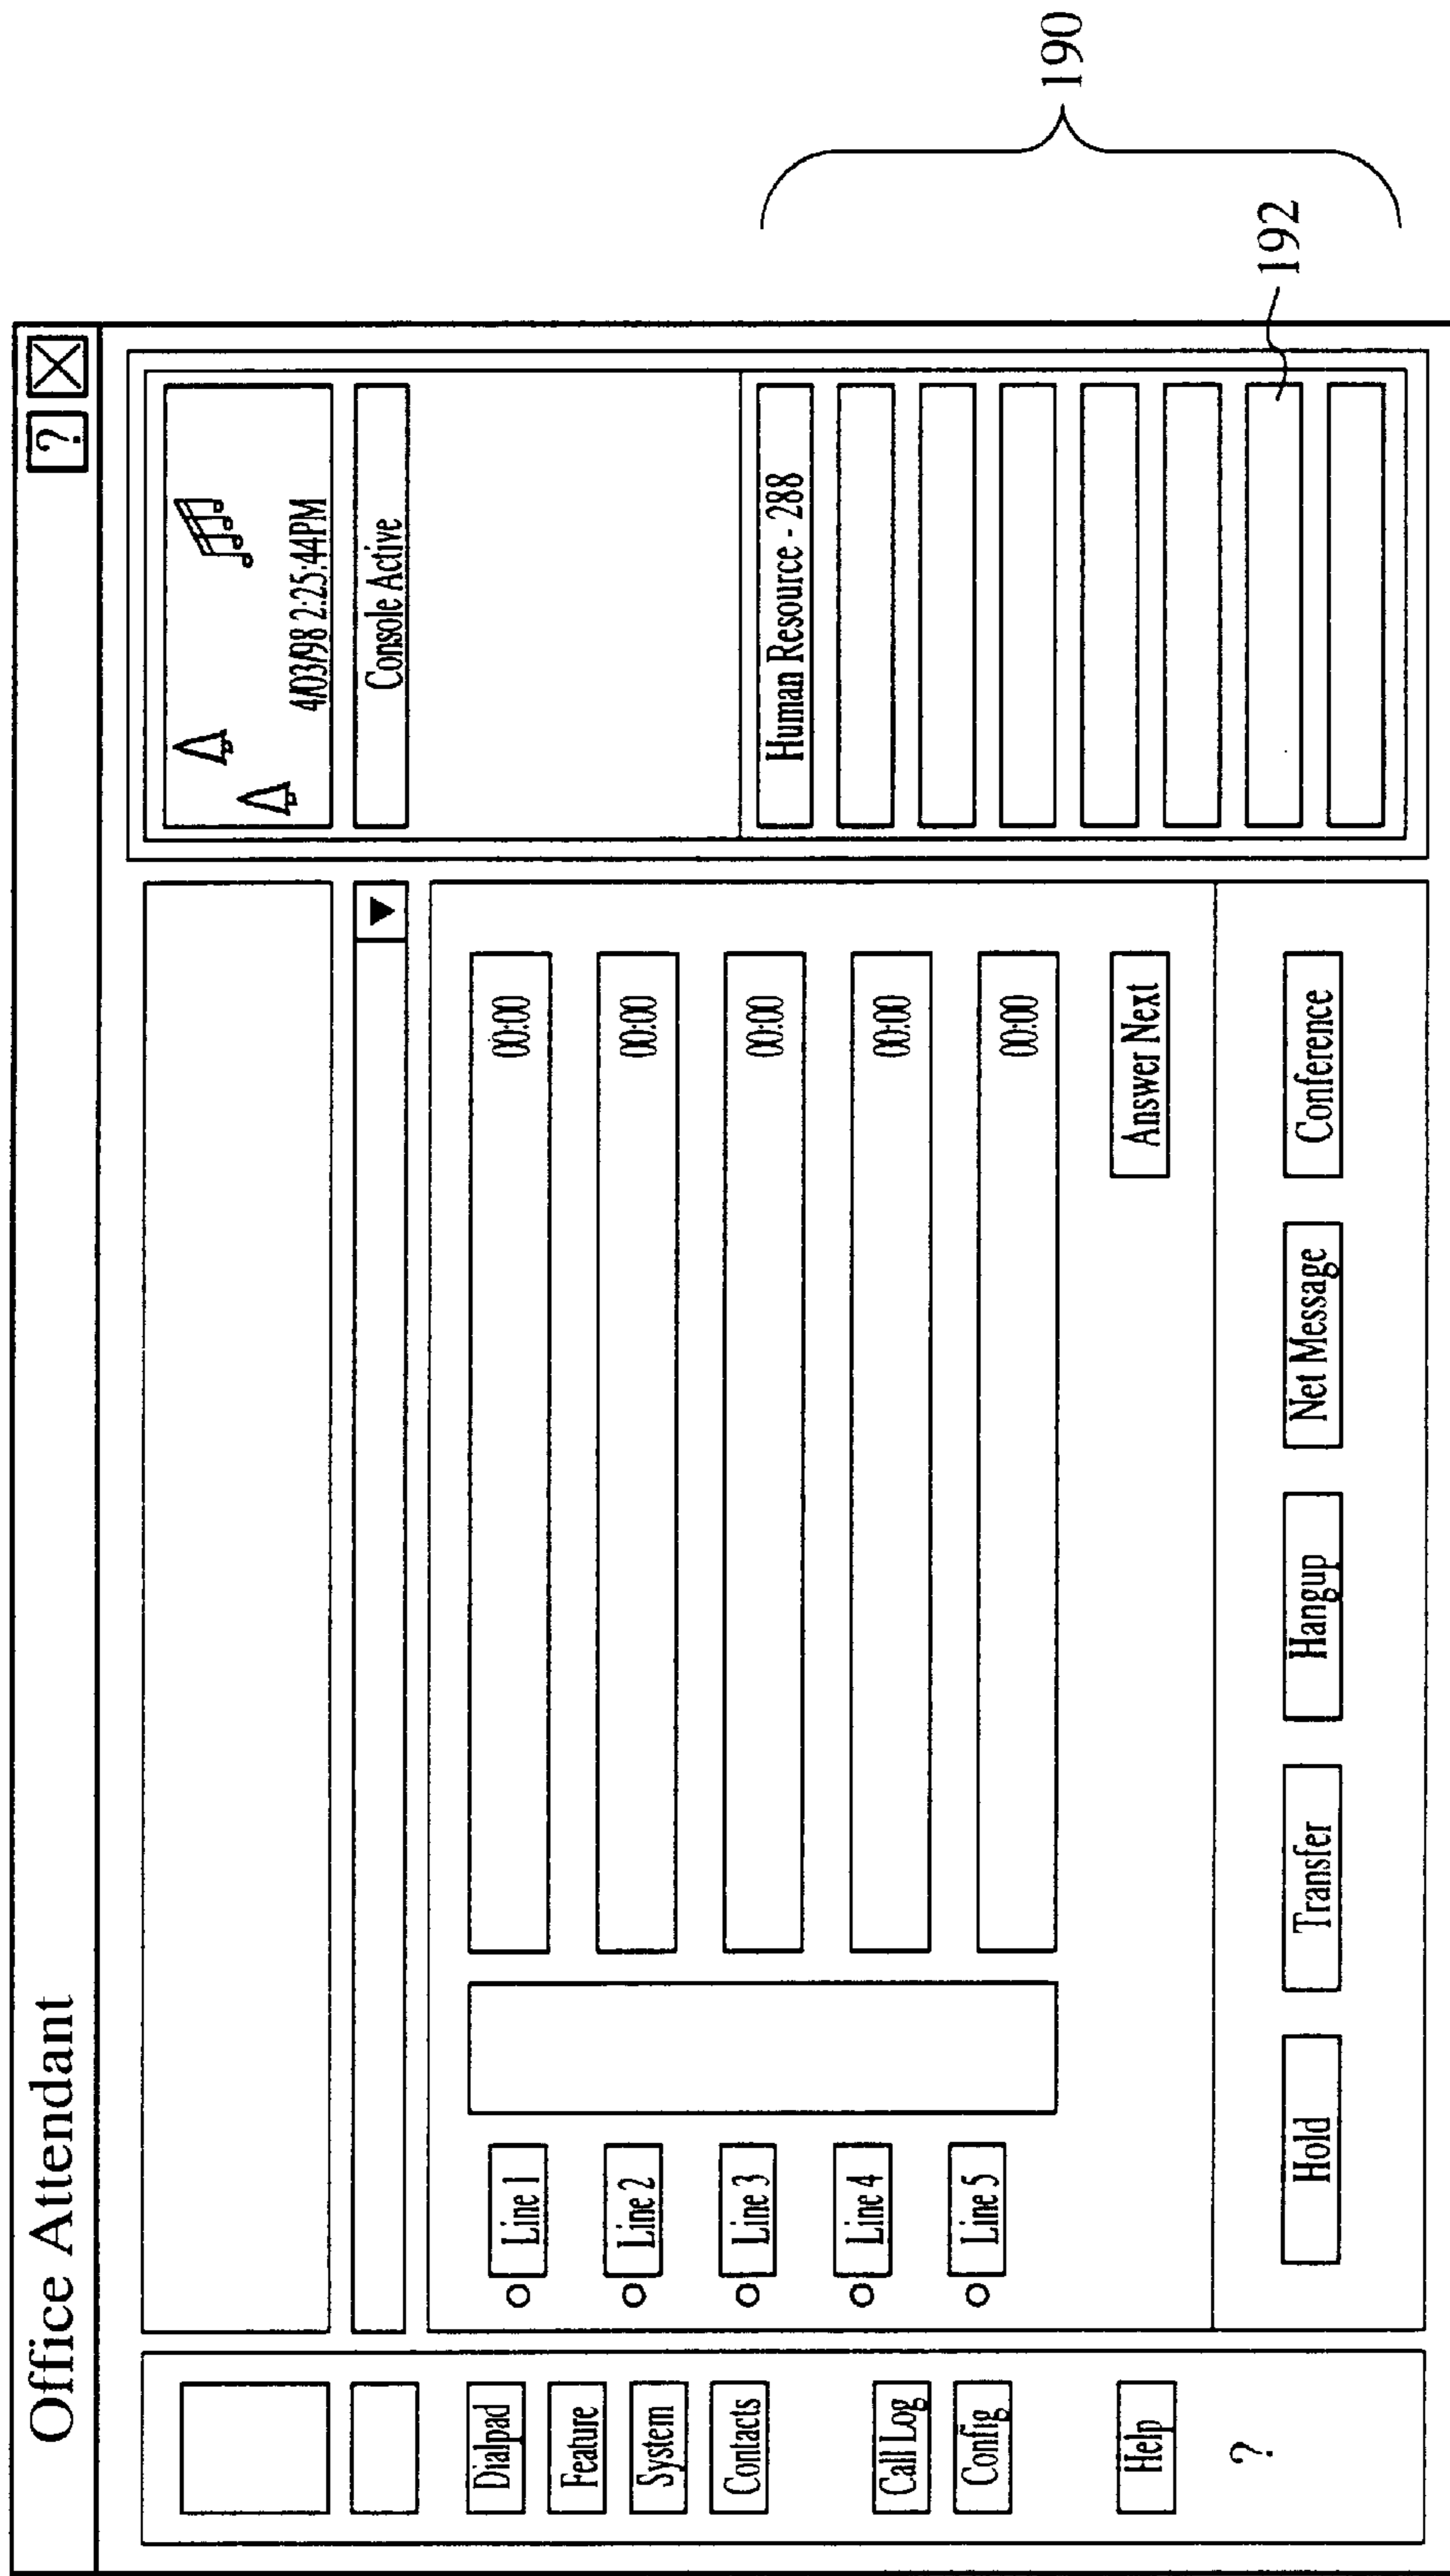 Office Attendant
?
Dialpad
Feature
System
Contacts
Call Log
Config
Help
?
Line 1
Line 2
Line 3
Line 4
Line 5
00:00
00:00
00:00
00:00
00:00
Answer Next
Hold
Transfer
Hangup
Net Message
Conference
4/03/98 2:25:44PM
Console Active
Human Resource - 288
192
190